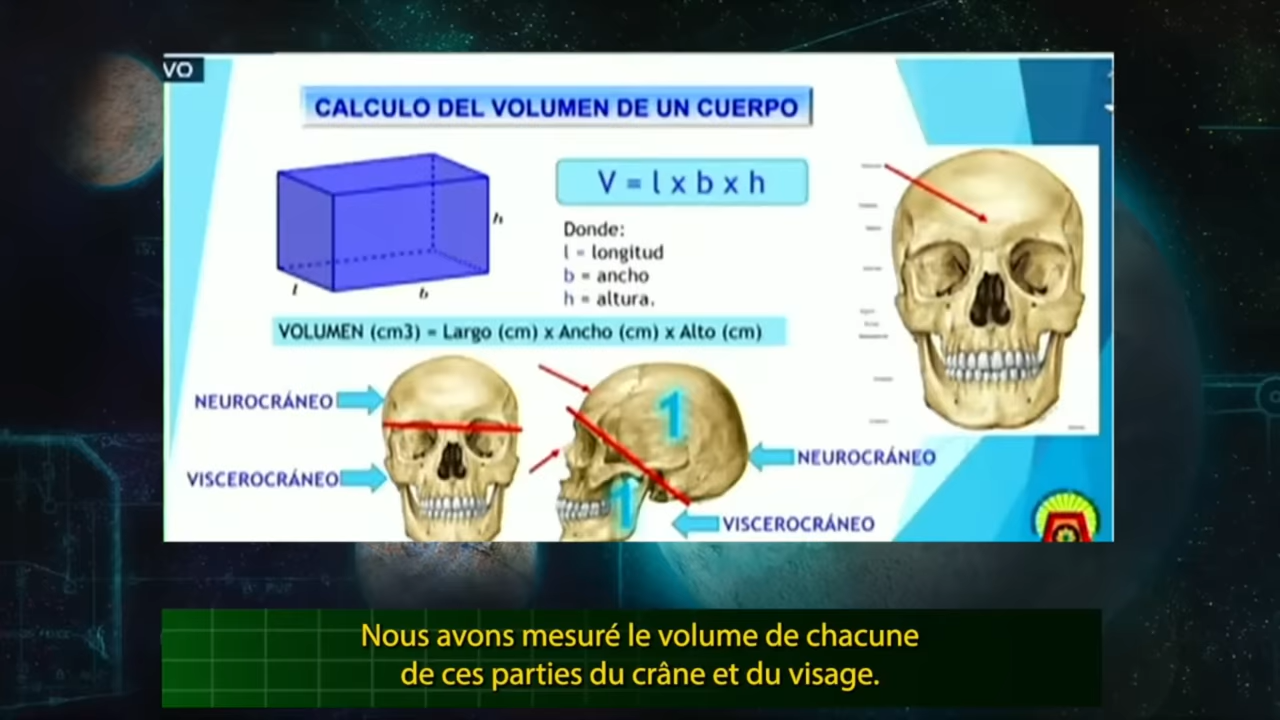 VO
CALCULO DEL VOLUMEN DE UN CUERPO
V = l x b x h
h
l
b
Donde:
l = longitud
b = ancho
h = altura.
VOLUMEN (cm3) = Largo (cm) x Ancho (cm) x Alto (cm)
NEUROCRÁNEO
VISCEROCRÁNEO
1
1
NEUROCRÁNEO
VISCEROCRÁNEO
Nous avons mesuré le volume de chacune
de ces parties du crâne et du visage.